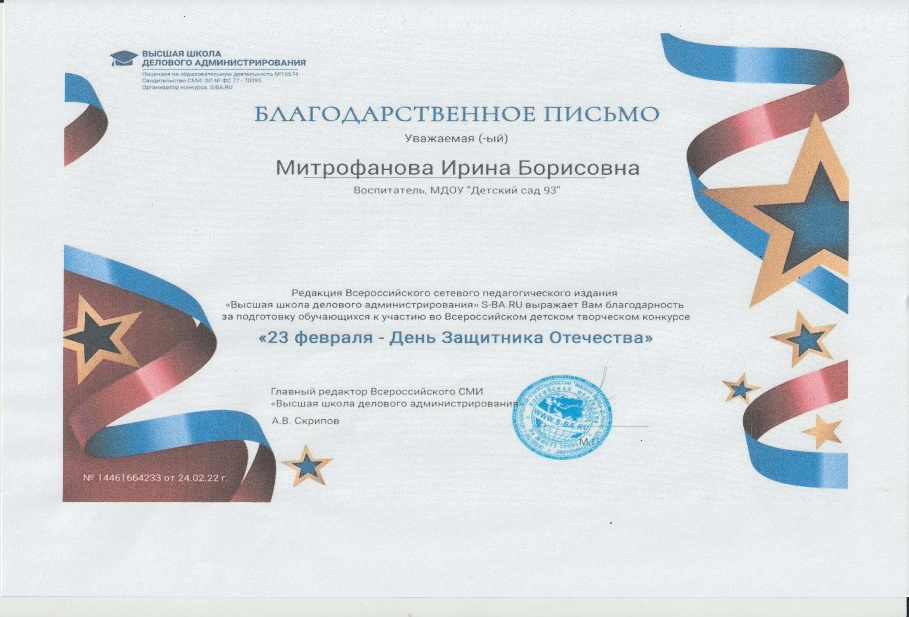 ВЫСШАЯ ШКОЛА
ДЕЛОВОГО АДМИНИСТРИРОВАНИЯ
Лицензия на образовательную деятельность №19674
Свидетельство СМИ: ЭЛ № ФС 77 - 70095
Организатор конкурса: S-BA.RU
БЛАГОДАРСТВЕННОЕ ПИСЬМО
Уважаемая (-ый)
Митрофанова Ирина Борисовна
Воспитатель, МДОУ "Детский сад 93"
Редакция Всероссийского сетевого педагогического издания
«Высшая школа делового администрирования» S-BA.RU выражает Вам благодарность
за подготовку обучающихся к участию во Всероссийском детском творческом конкурсе
«23 февраля - День Защитника Отечества»
Главный редактор Всероссийского СМИ
«Высшая школа делового администрирования»
А.В. Скрипов
WWW.S-BA.RU
М.П.
№ 14461664233 от 24.02.22 г.